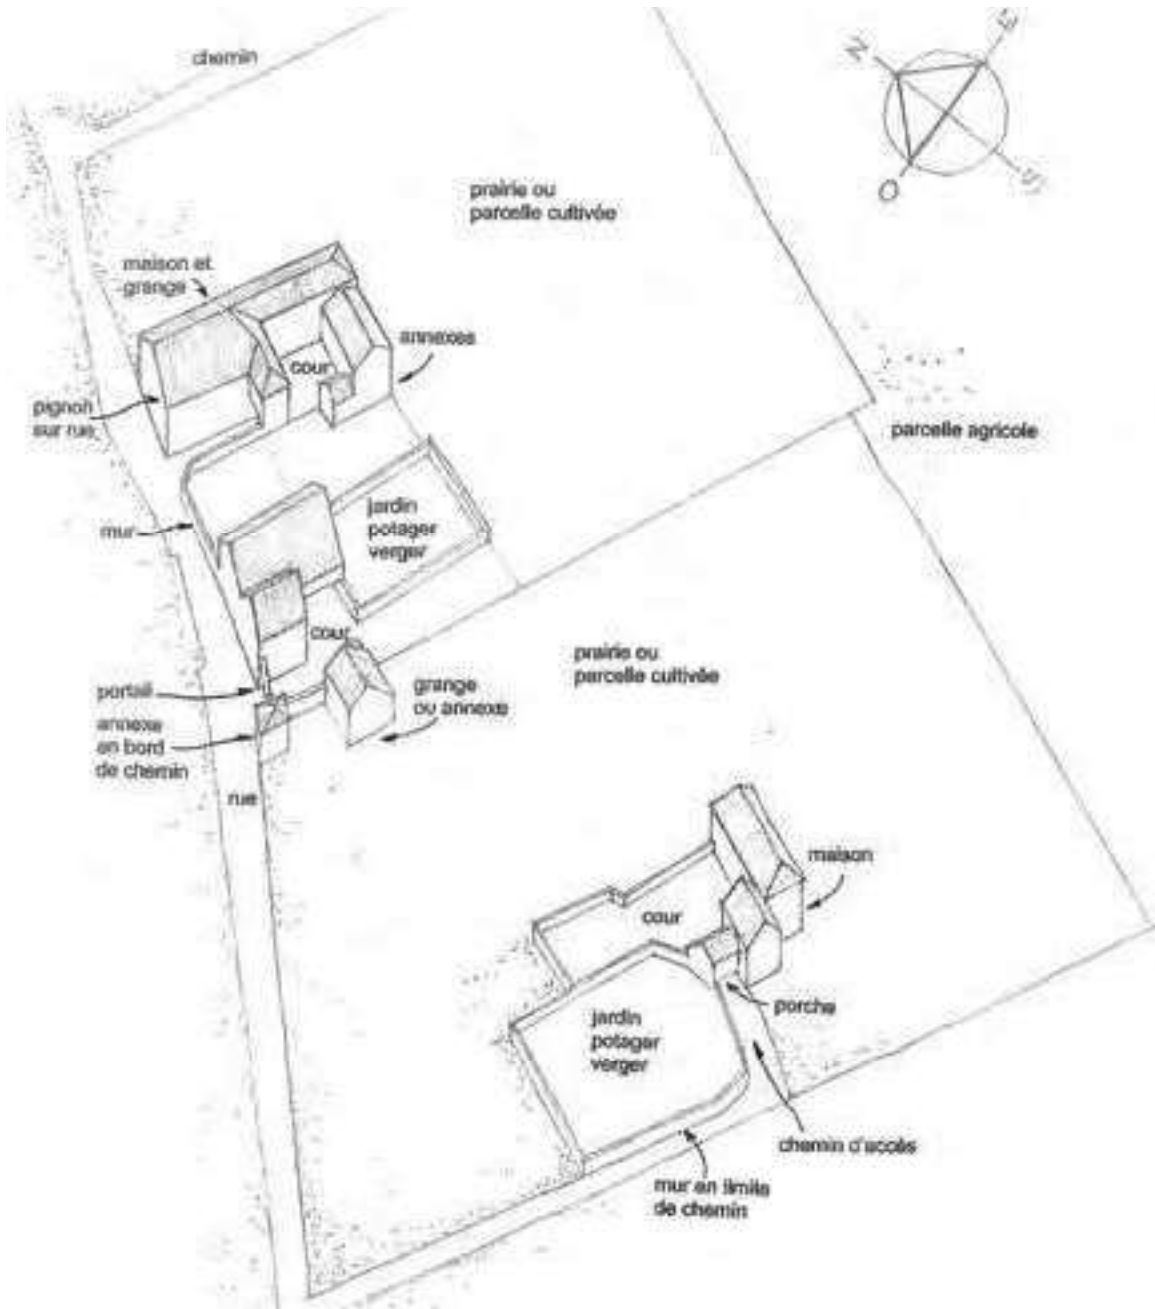 chemin
N
E
S
O
prairie ou
parcelle cultivée
maison et
grange
annexes
cour
pignon
sur rue
parcelle agricole
mur
jardin
potager
verger
cour
prairie ou
parcelle cultivée
portail
grange
ou annexe
annexe
en bord
de chemin
rue
maison
cour
porche
jardin
potager
verger
chemin d'accès
mur en limite
de chemin